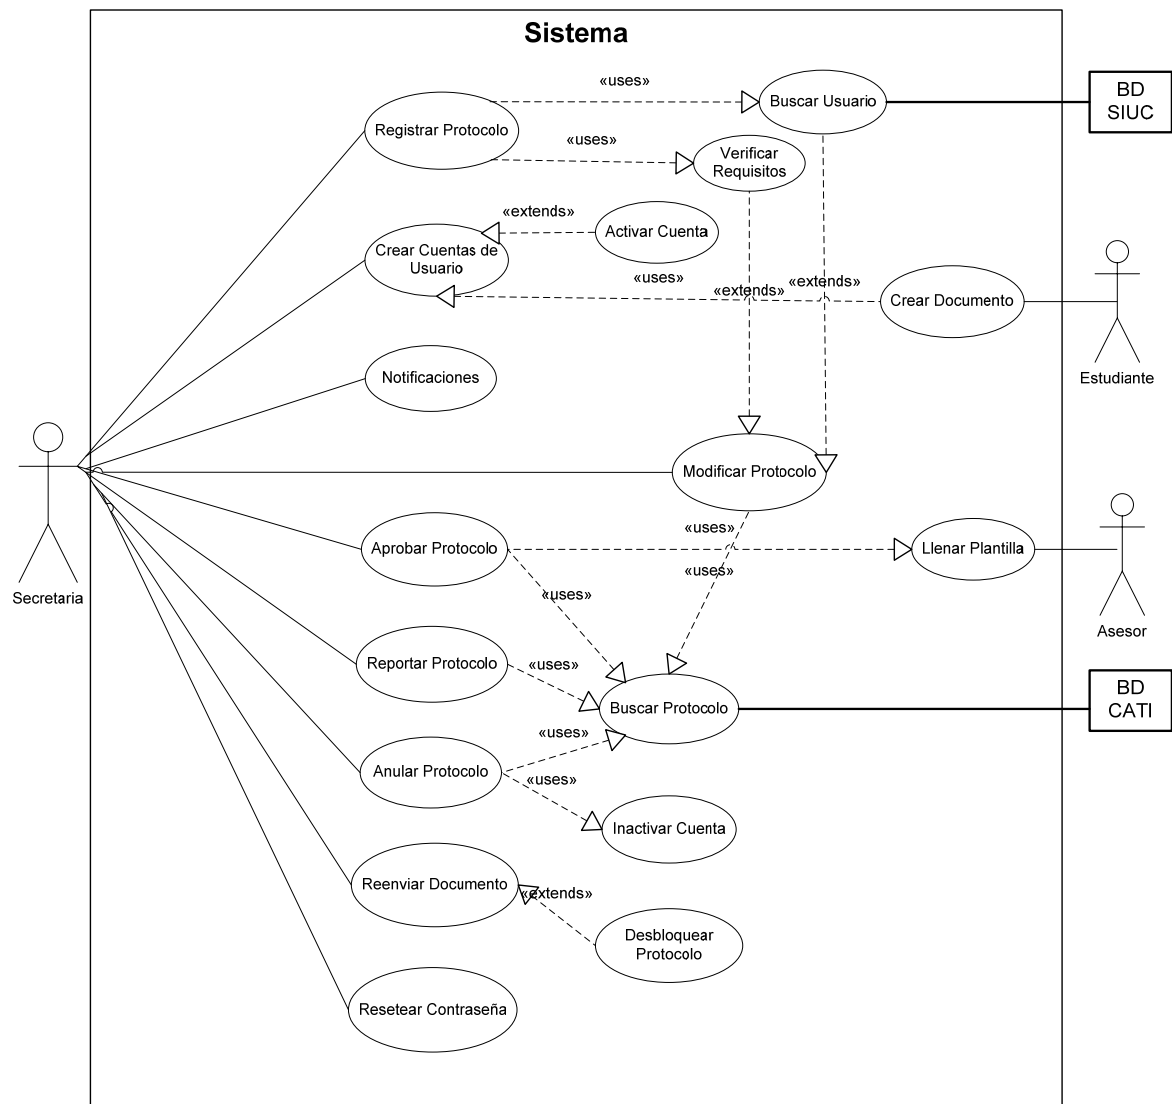 Sistema
«uses»
Buscar Usuario
BD
SIUC
Registrar Protocolo
«uses»
Verificar
Requisitos
«extends»
Activar Cuenta
Crear Cuentas de
Usuario
«uses»
«extends»
«extends»
Crear Documento
Estudiante
Notificaciones
Modificar Protocolo
Secretaria
«uses»
Aprobar Protocolo
Llenar Plantilla
«uses»
«uses»
Asesor
Reportar Protocolo
«uses»
Buscar Protocolo
BD
CATI
«uses»
Anular Protocolo
«uses»
Inactivar Cuenta
Reenviar Documento
«extends»
Desbloquear
Protocolo
Resetear Contraseña